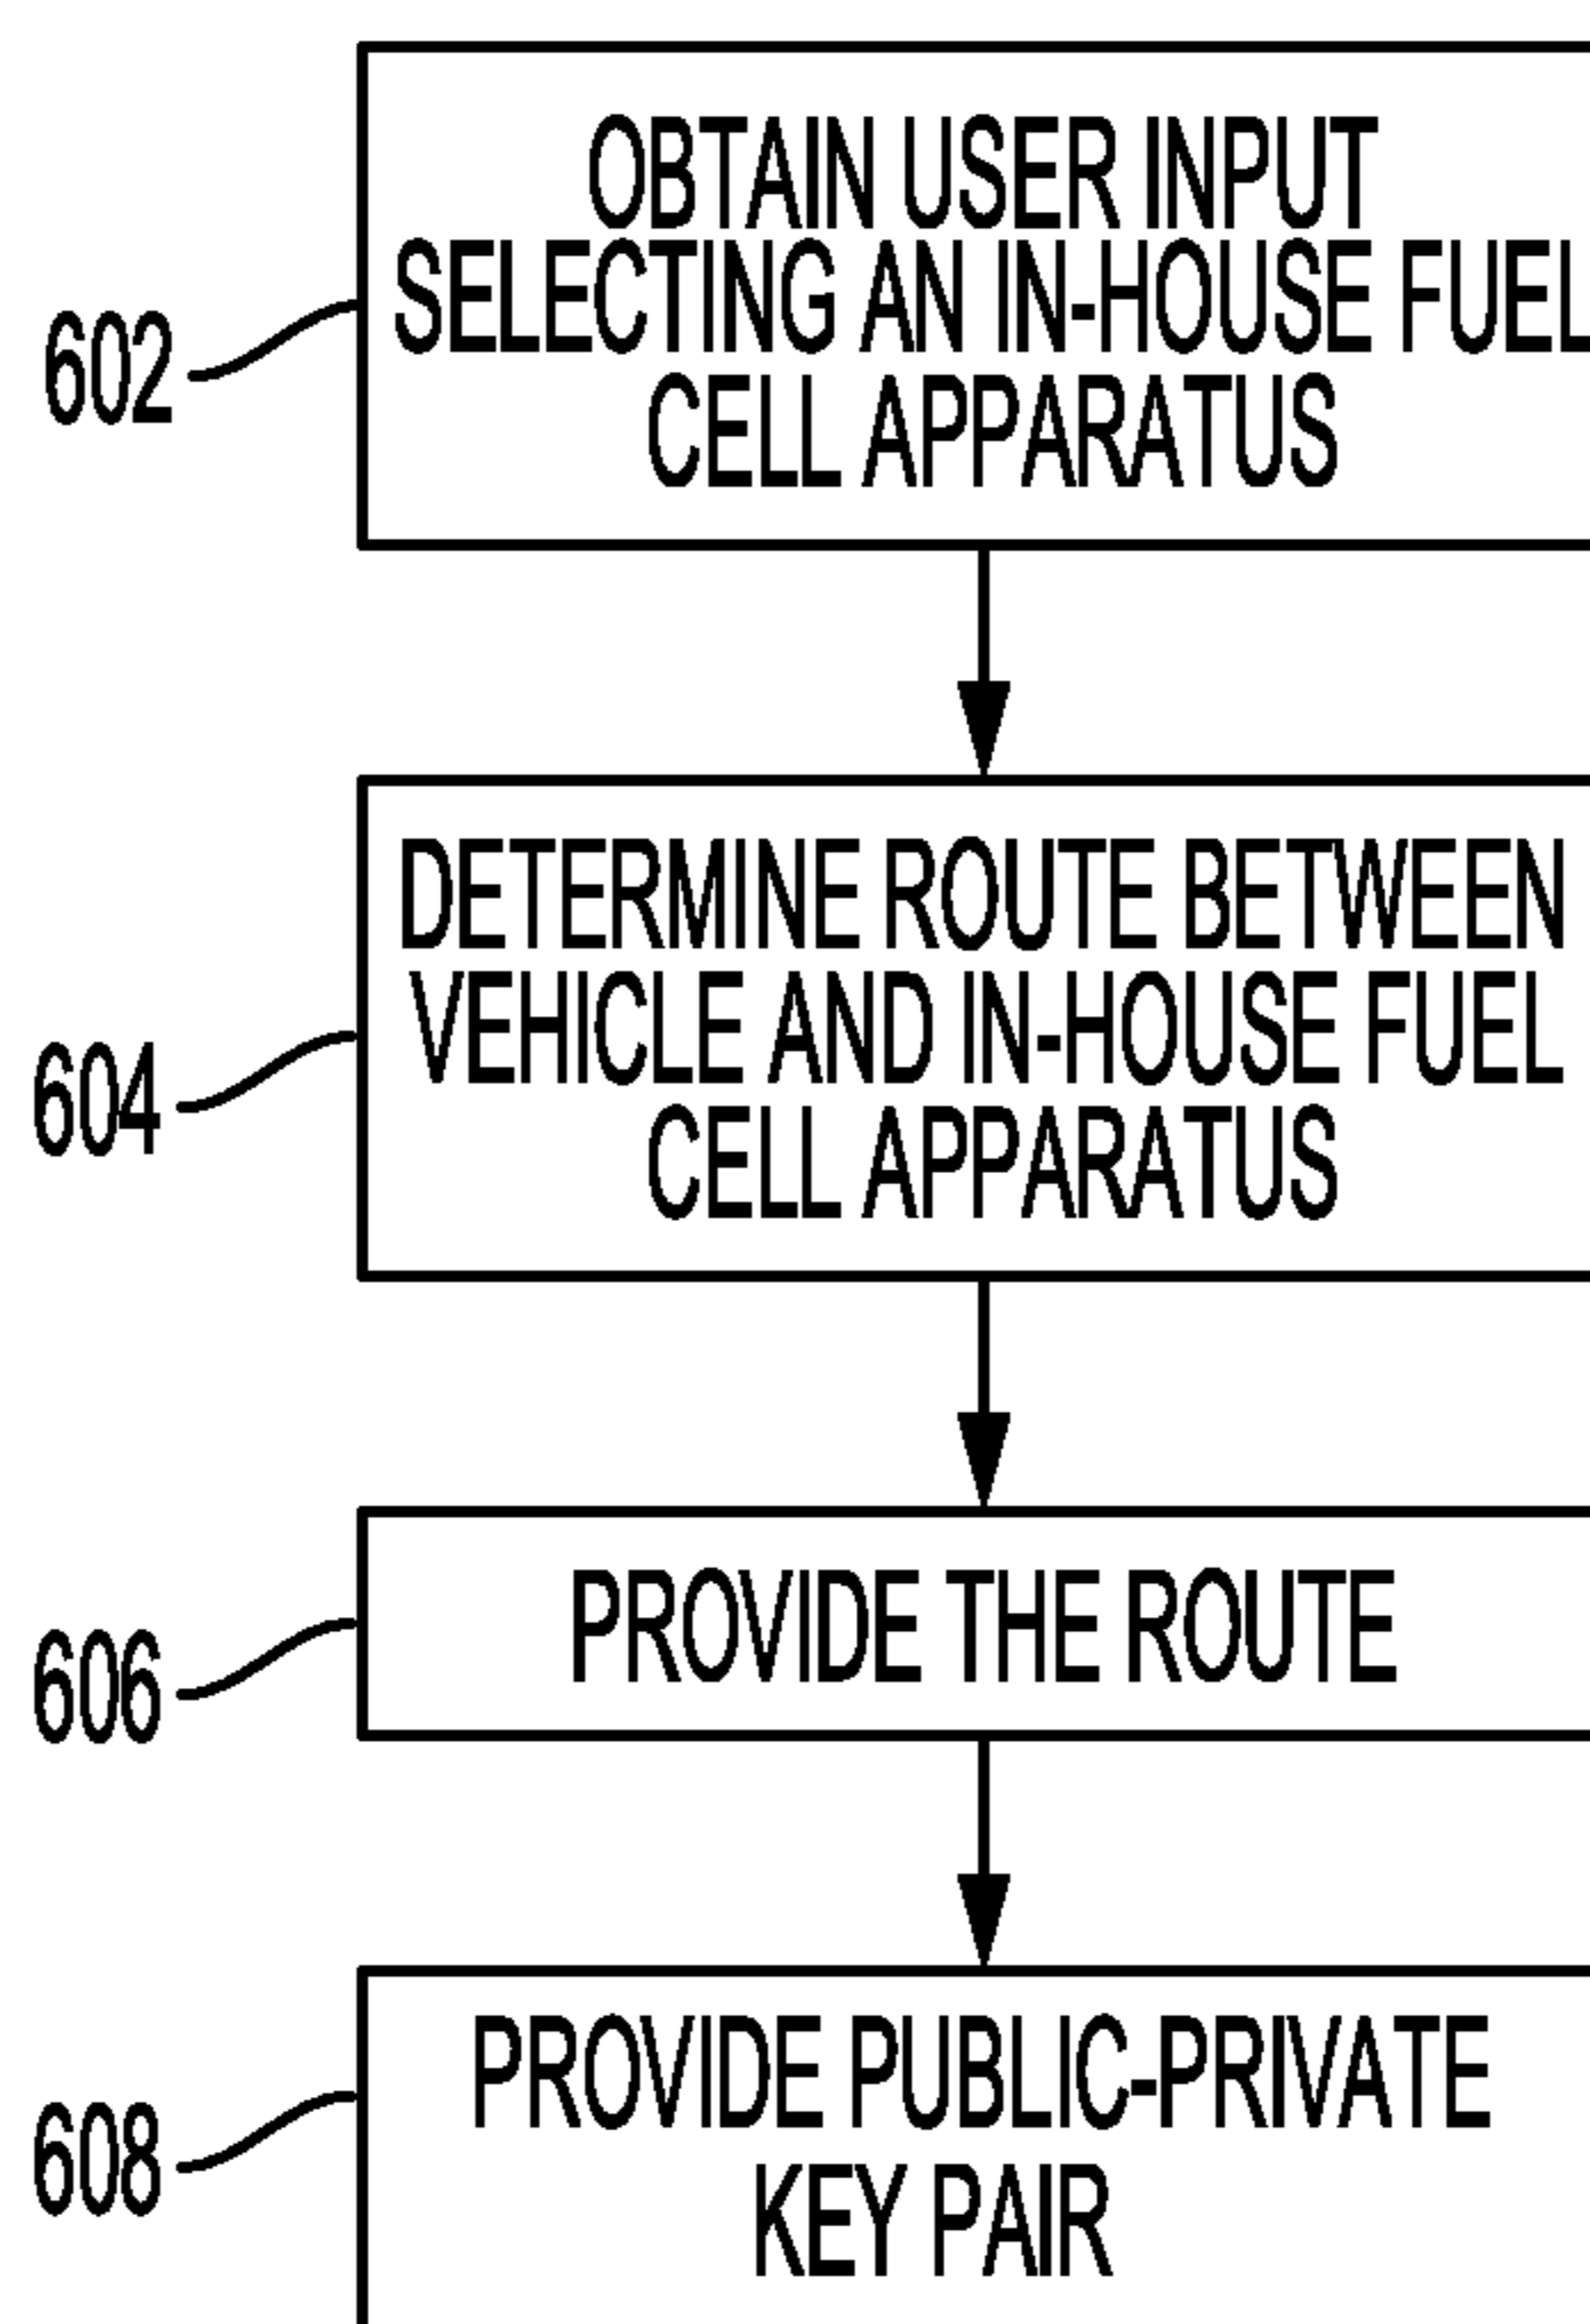 OBTAIN USER INPUT
SELECTING AN IN-HOUSE FUEL
CELL APPARATUS
602
DETERMINE ROUTE BETWEEN
VEHICLE AND IN-HOUSE FUEL
CELL APPARATUS
604
PROVIDE THE ROUTE
606
PROVIDE PUBLIC-PRIVATE
KEY PAIR
608